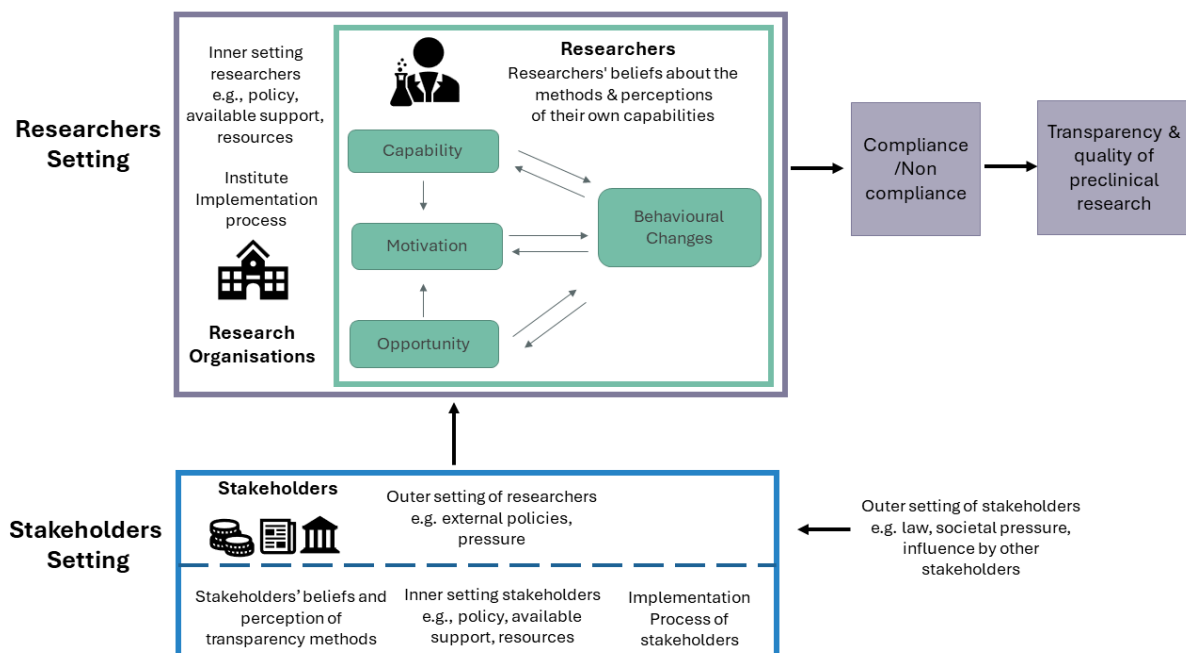 Researchers
Setting
Inner setting
researchers
e.g., policy,
available support,
resources
Institute
Implementation
process
Research
Organisations
Researchers
Researchers' beliefs about the
methods & perceptions
of their own capabilities
Capability
Motivation
Opportunity
Behavioural
Changes
Compliance
/Non
compliance
Transparency &
quality of
preclinical
research
Stakeholders
Setting
Stakeholders
Outer setting of researchers
e.g. external policies,
pressure
Stakeholders’ beliefs and
perception of
transparency methods
Inner setting stakeholders
e.g., policy, available
support, resources
Implementation
Process of
stakeholders
Outer setting of stakeholders
e.g. law, societal pressure,
influence by other
stakeholders